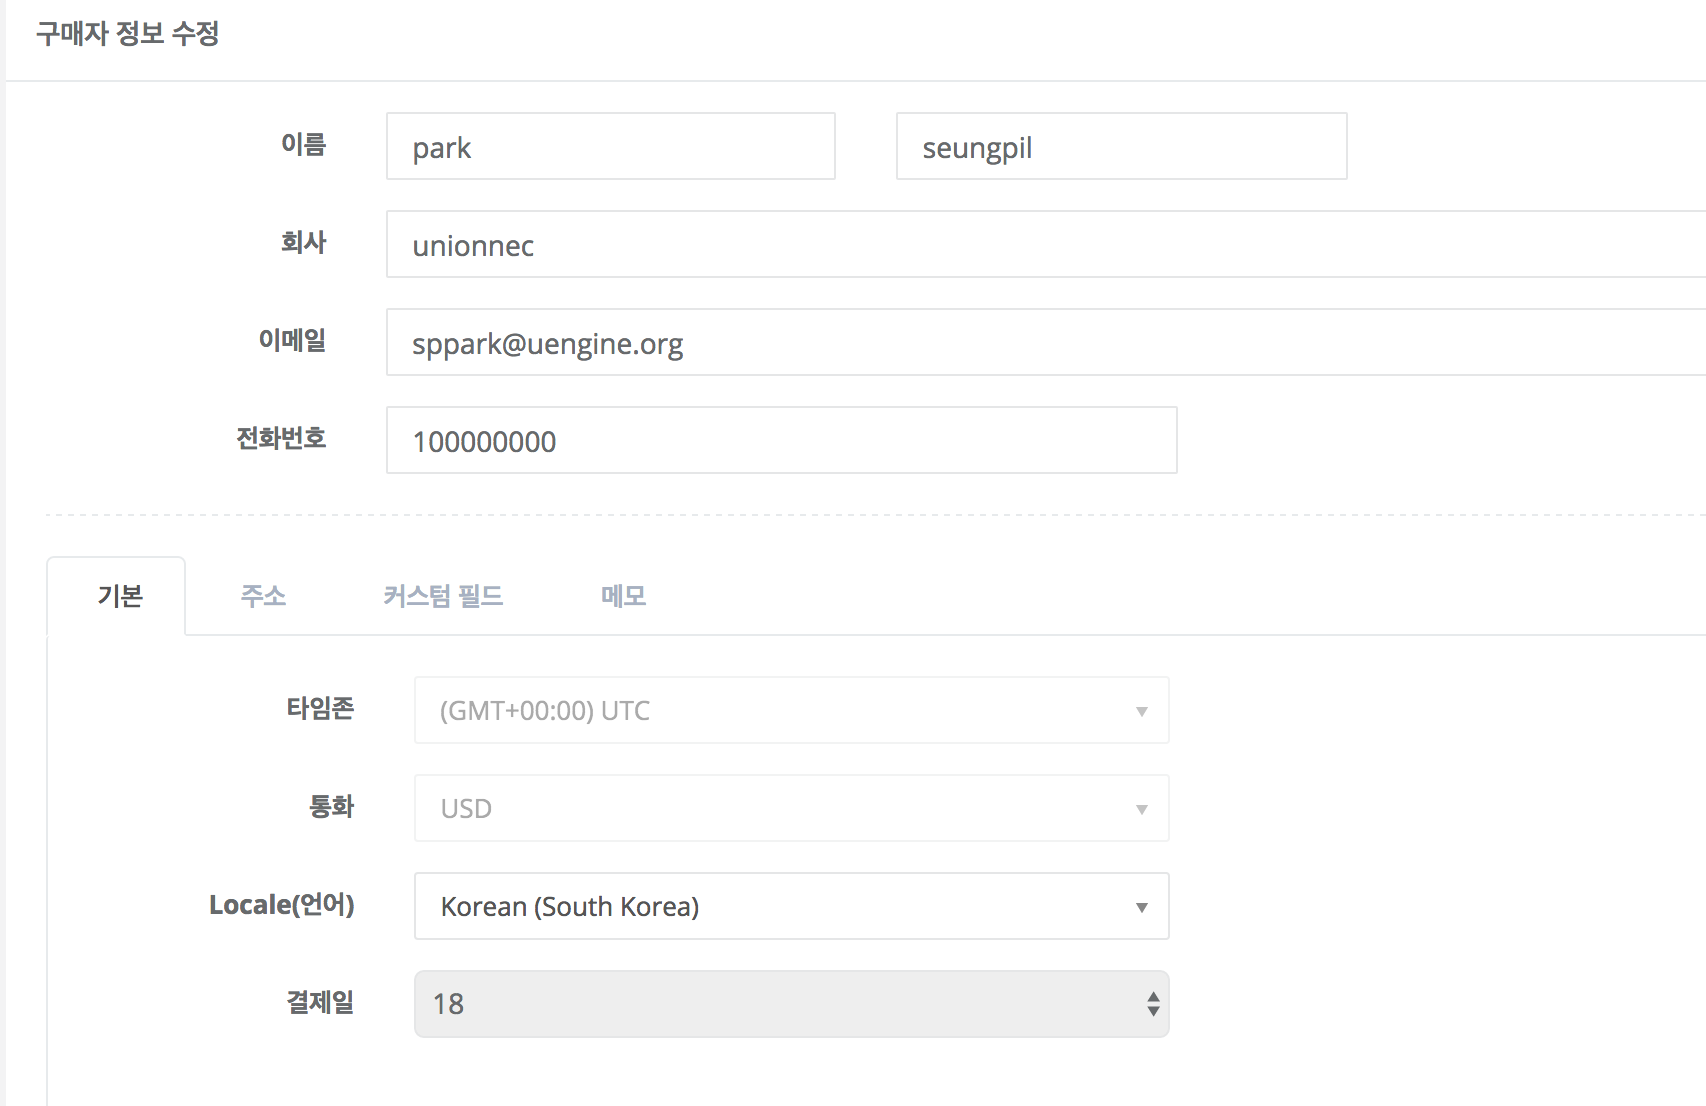 구매자 정보 수정
이름 park seungpil
회사 unionnec
이메일 sppark@uengine.org
전화번호 100000000
기본 주소 커스텀 필드 메모
타임존 (GMT+00:00) UTC
통화 USD
Locale(언어) Korean (South Korea)
결제일 18